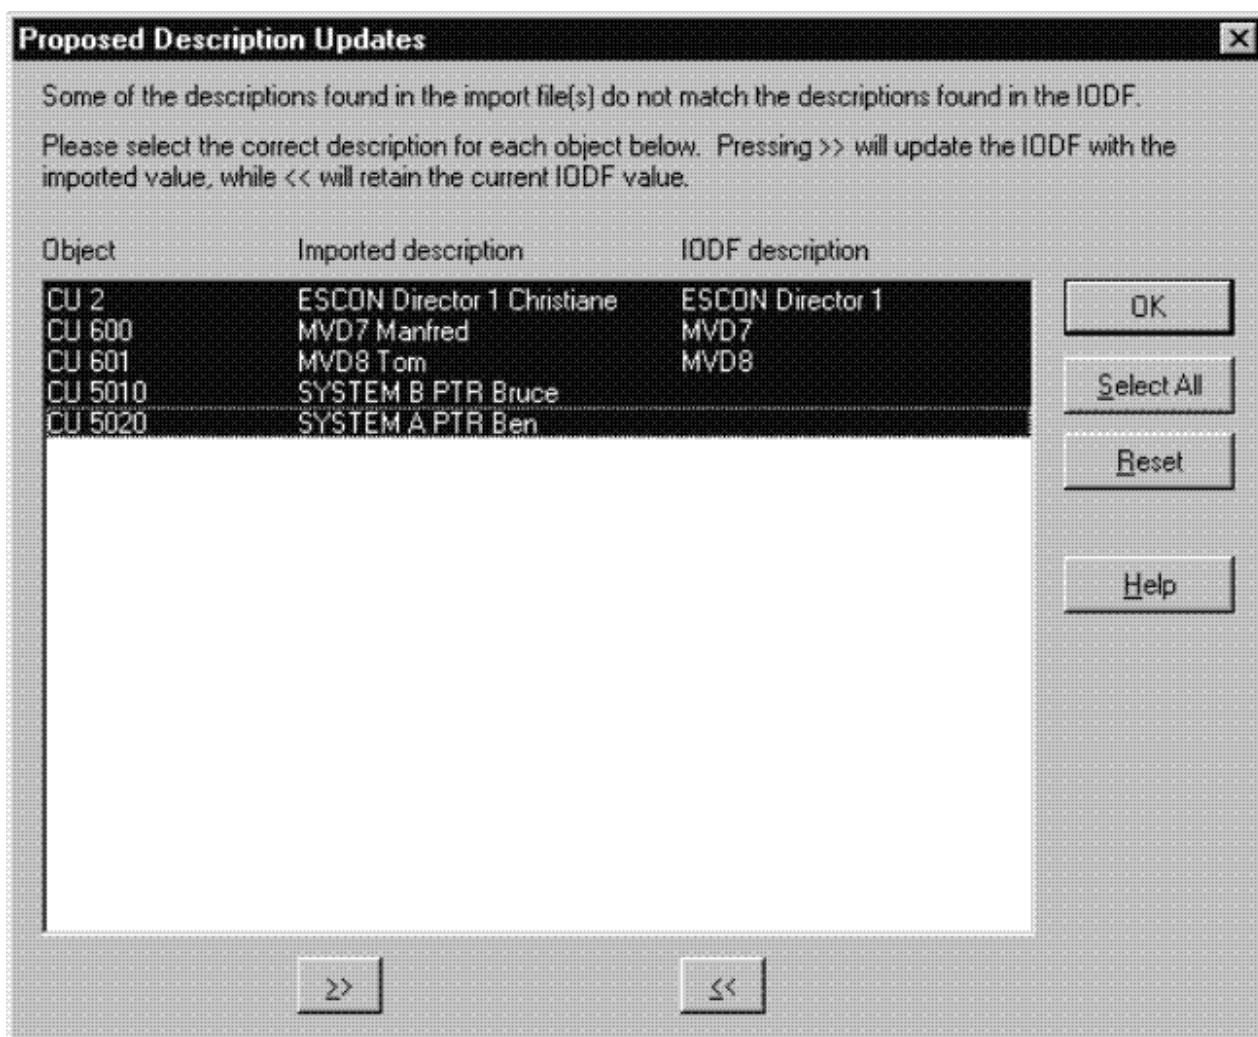 Proposed Description Updates
Some of the descriptions found in the import file(s) do not match the descriptions found in the IODF.
Please select the correct description for each object below.  Pressing >> will update the IODF with the
imported value, while << will retain the current IODF value.
Object Imported description IODF description
CU 2 ESCON Director 1 Christiane ESCON Director 1
CU 600 MVD7 Manfred MVD7
CU 601 MVD8 Tom MVD8
CU 5010 SYSTEM B PTR Bruce
CU 5020 SYSTEM A PTR Ben
OK
Select All
Reset
Help
>> <<